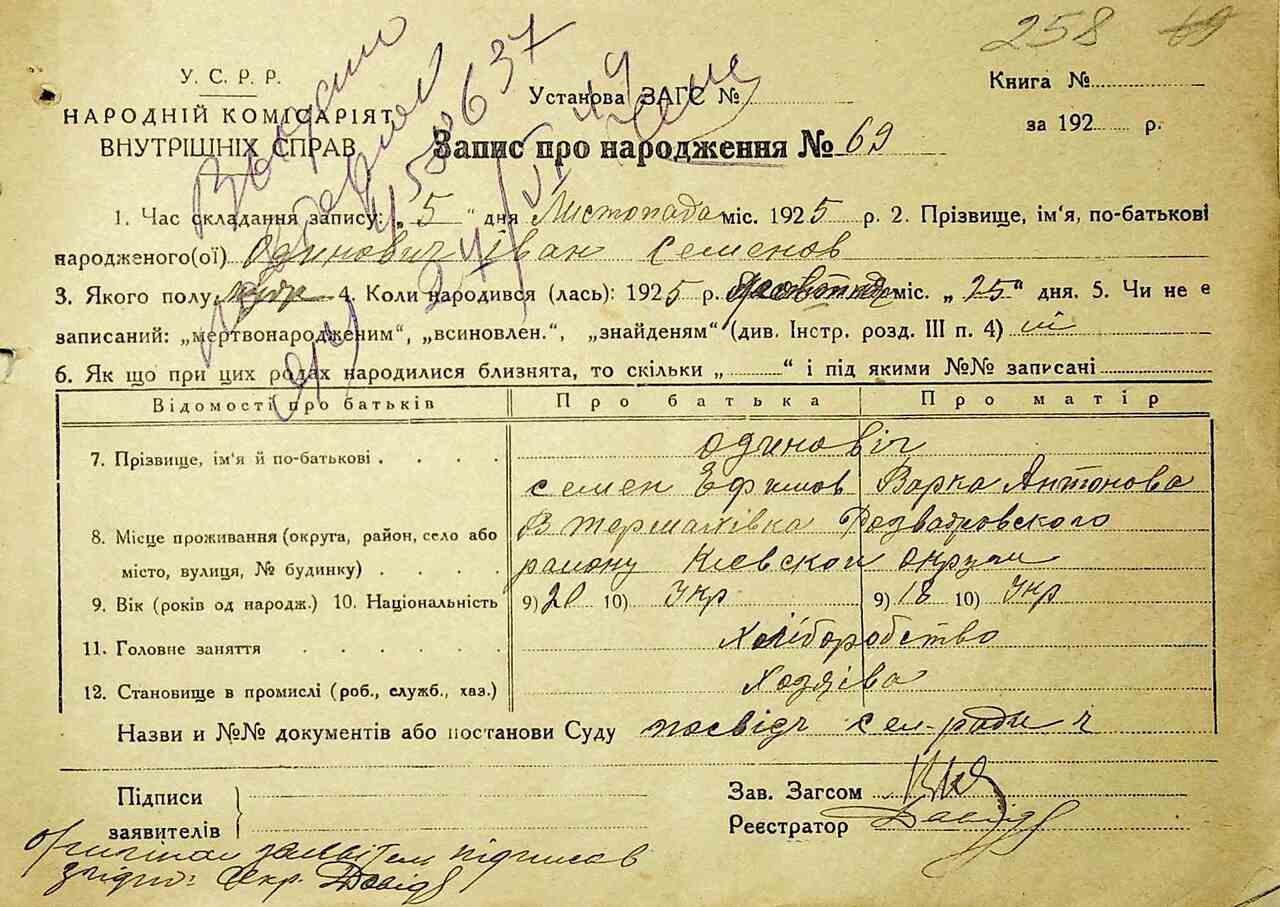 258 69
У. С. Р. Р.
НАРОДНІЙ КОМІСАРІЯТ
ВНУТРІШНІХ СПРАВ
Установа ЗАГС №
Книга №
за 192 р.
Запис про народження № 69
1. Час складання запису: „5“ дня Листопада міс. 1925 р. 2. Прізвище, ім'я, по-батькові
народженого(ої) Одинович Іван Семенов
3. Якого полу 4. Коли народився (лась): 1925 р. міс. „25“ дня. 5. Чи не є
записаний: „мертвонародженим“, „всиновлен.“, „знайденям“ (див. Інстр. розд. III п. 4) ні
6. Як що при цих родах народилися близнята, то скільки „ “ і під якими №№ записані
Відомості про батьків Про батька Про матір
7. Прізвище, ім'я й по-батькові Одиновіч
Семен Ефимов Варка Антонова
8. Місце проживання (округа, район, село або
місто, вулиця, № будинку)
В Термахівка Розважовского
району Киевской округи
9. Вік (років од народж.) 10. Національність 9) 20 10) Укр 9) 18 10) Укр
11. Головне заняття Хліборобство
12. Становище в промислі (роб., служб., хаз.) Хозяїва
Назви и №№ документів або постанови Суду посвідч сел-ради ч
Підписи
заявителів
Зав. Загсом
Реєстратор Давід
підписав
згідно: Секр. Давід